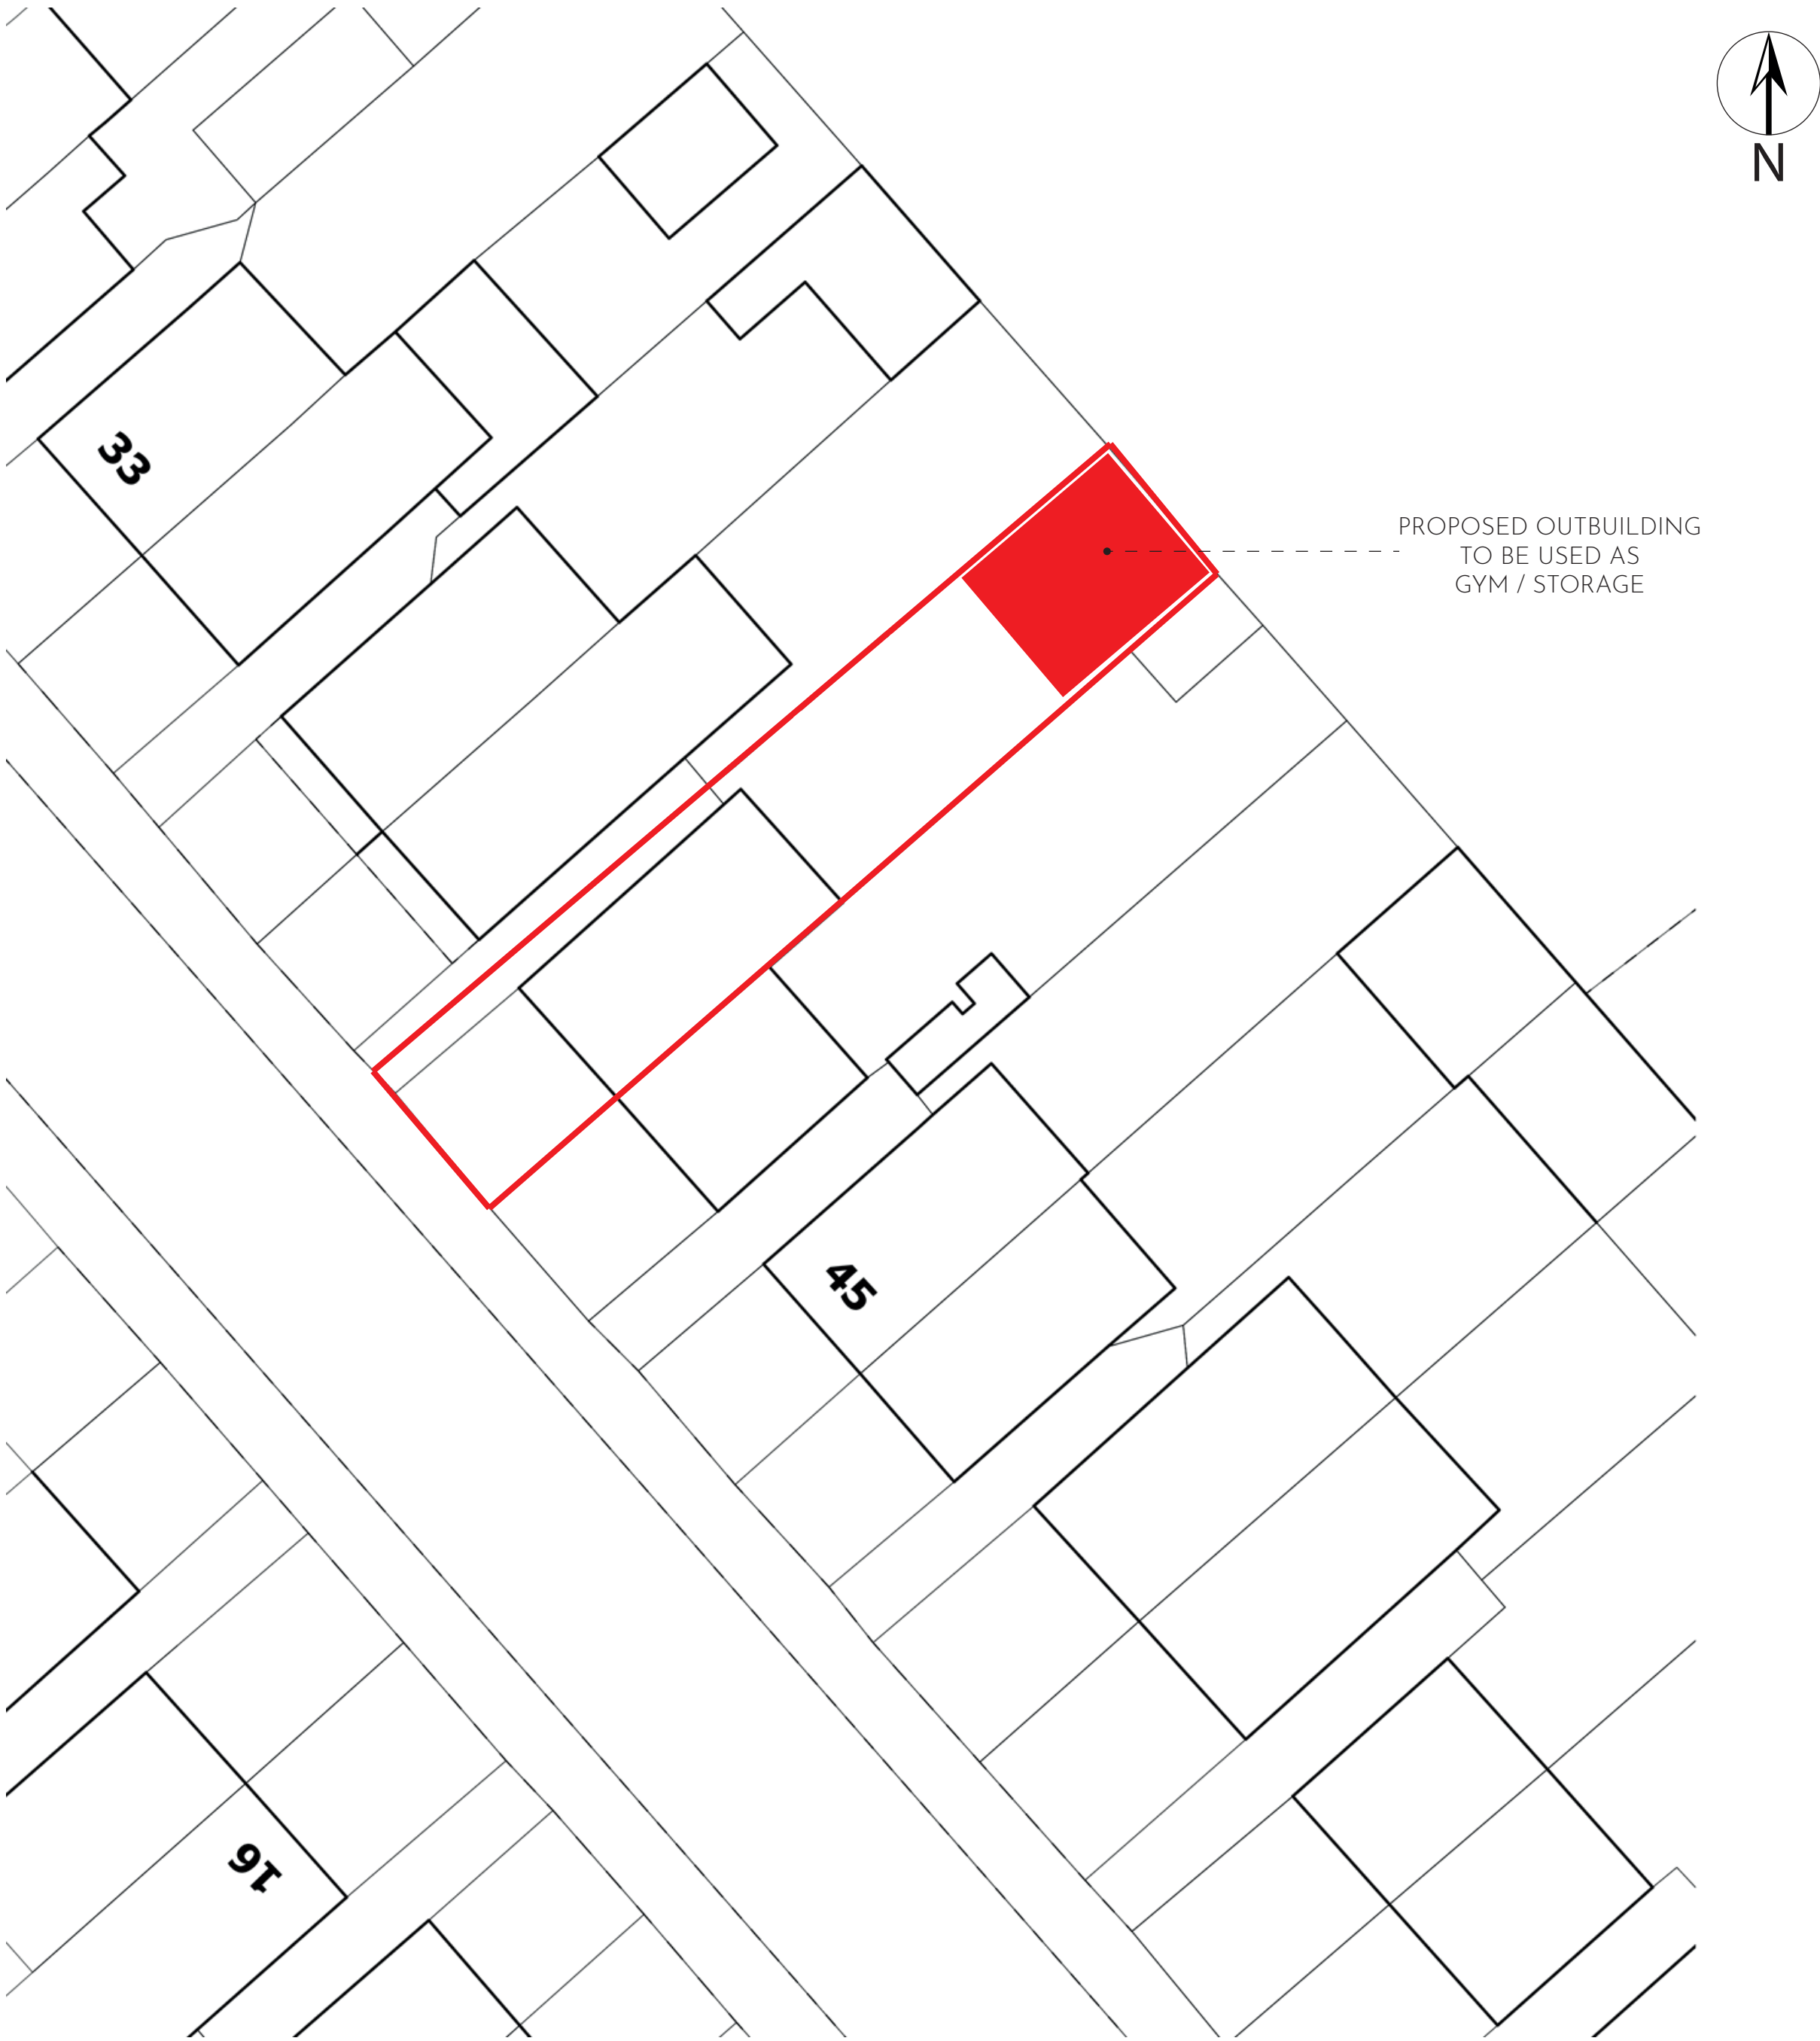 N
33
PROPOSED OUTBUILDING
TO BE USED AS
GYM / STORAGE
45
16